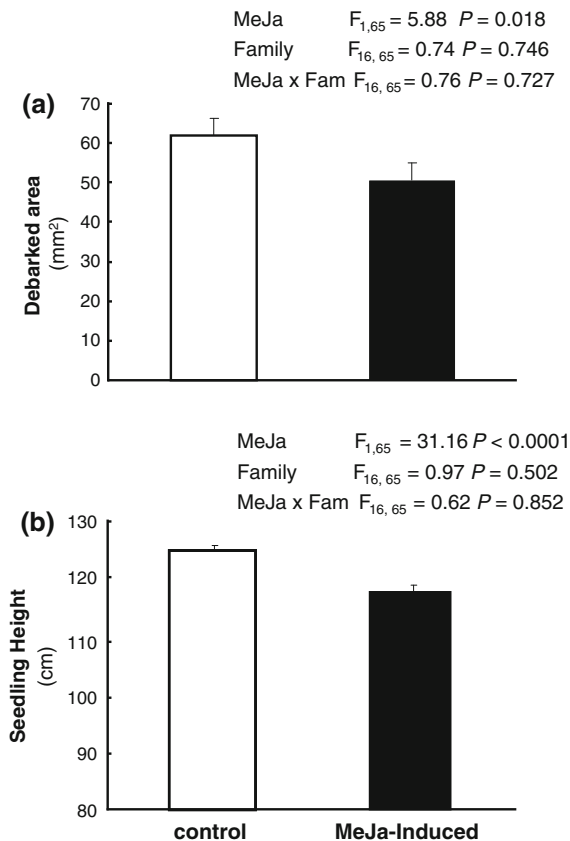 MeJa F1,65 = 5.88 P = 0.018
Family F16, 65 = 0.74 P = 0.746
MeJa x Fam F16, 65 = 0.76 P = 0.727
(a)
Debarked area
(mm²)
70
60
50
40
30
20
10
0
MeJa F1,65 = 31.16 P < 0.0001
Family F16, 65 = 0.97 P = 0.502
MeJa x Fam F16, 65 = 0.62 P = 0.852
(b)
Seedling Height
(cm)
130
120
110
100
90
80
control MeJa-Induced